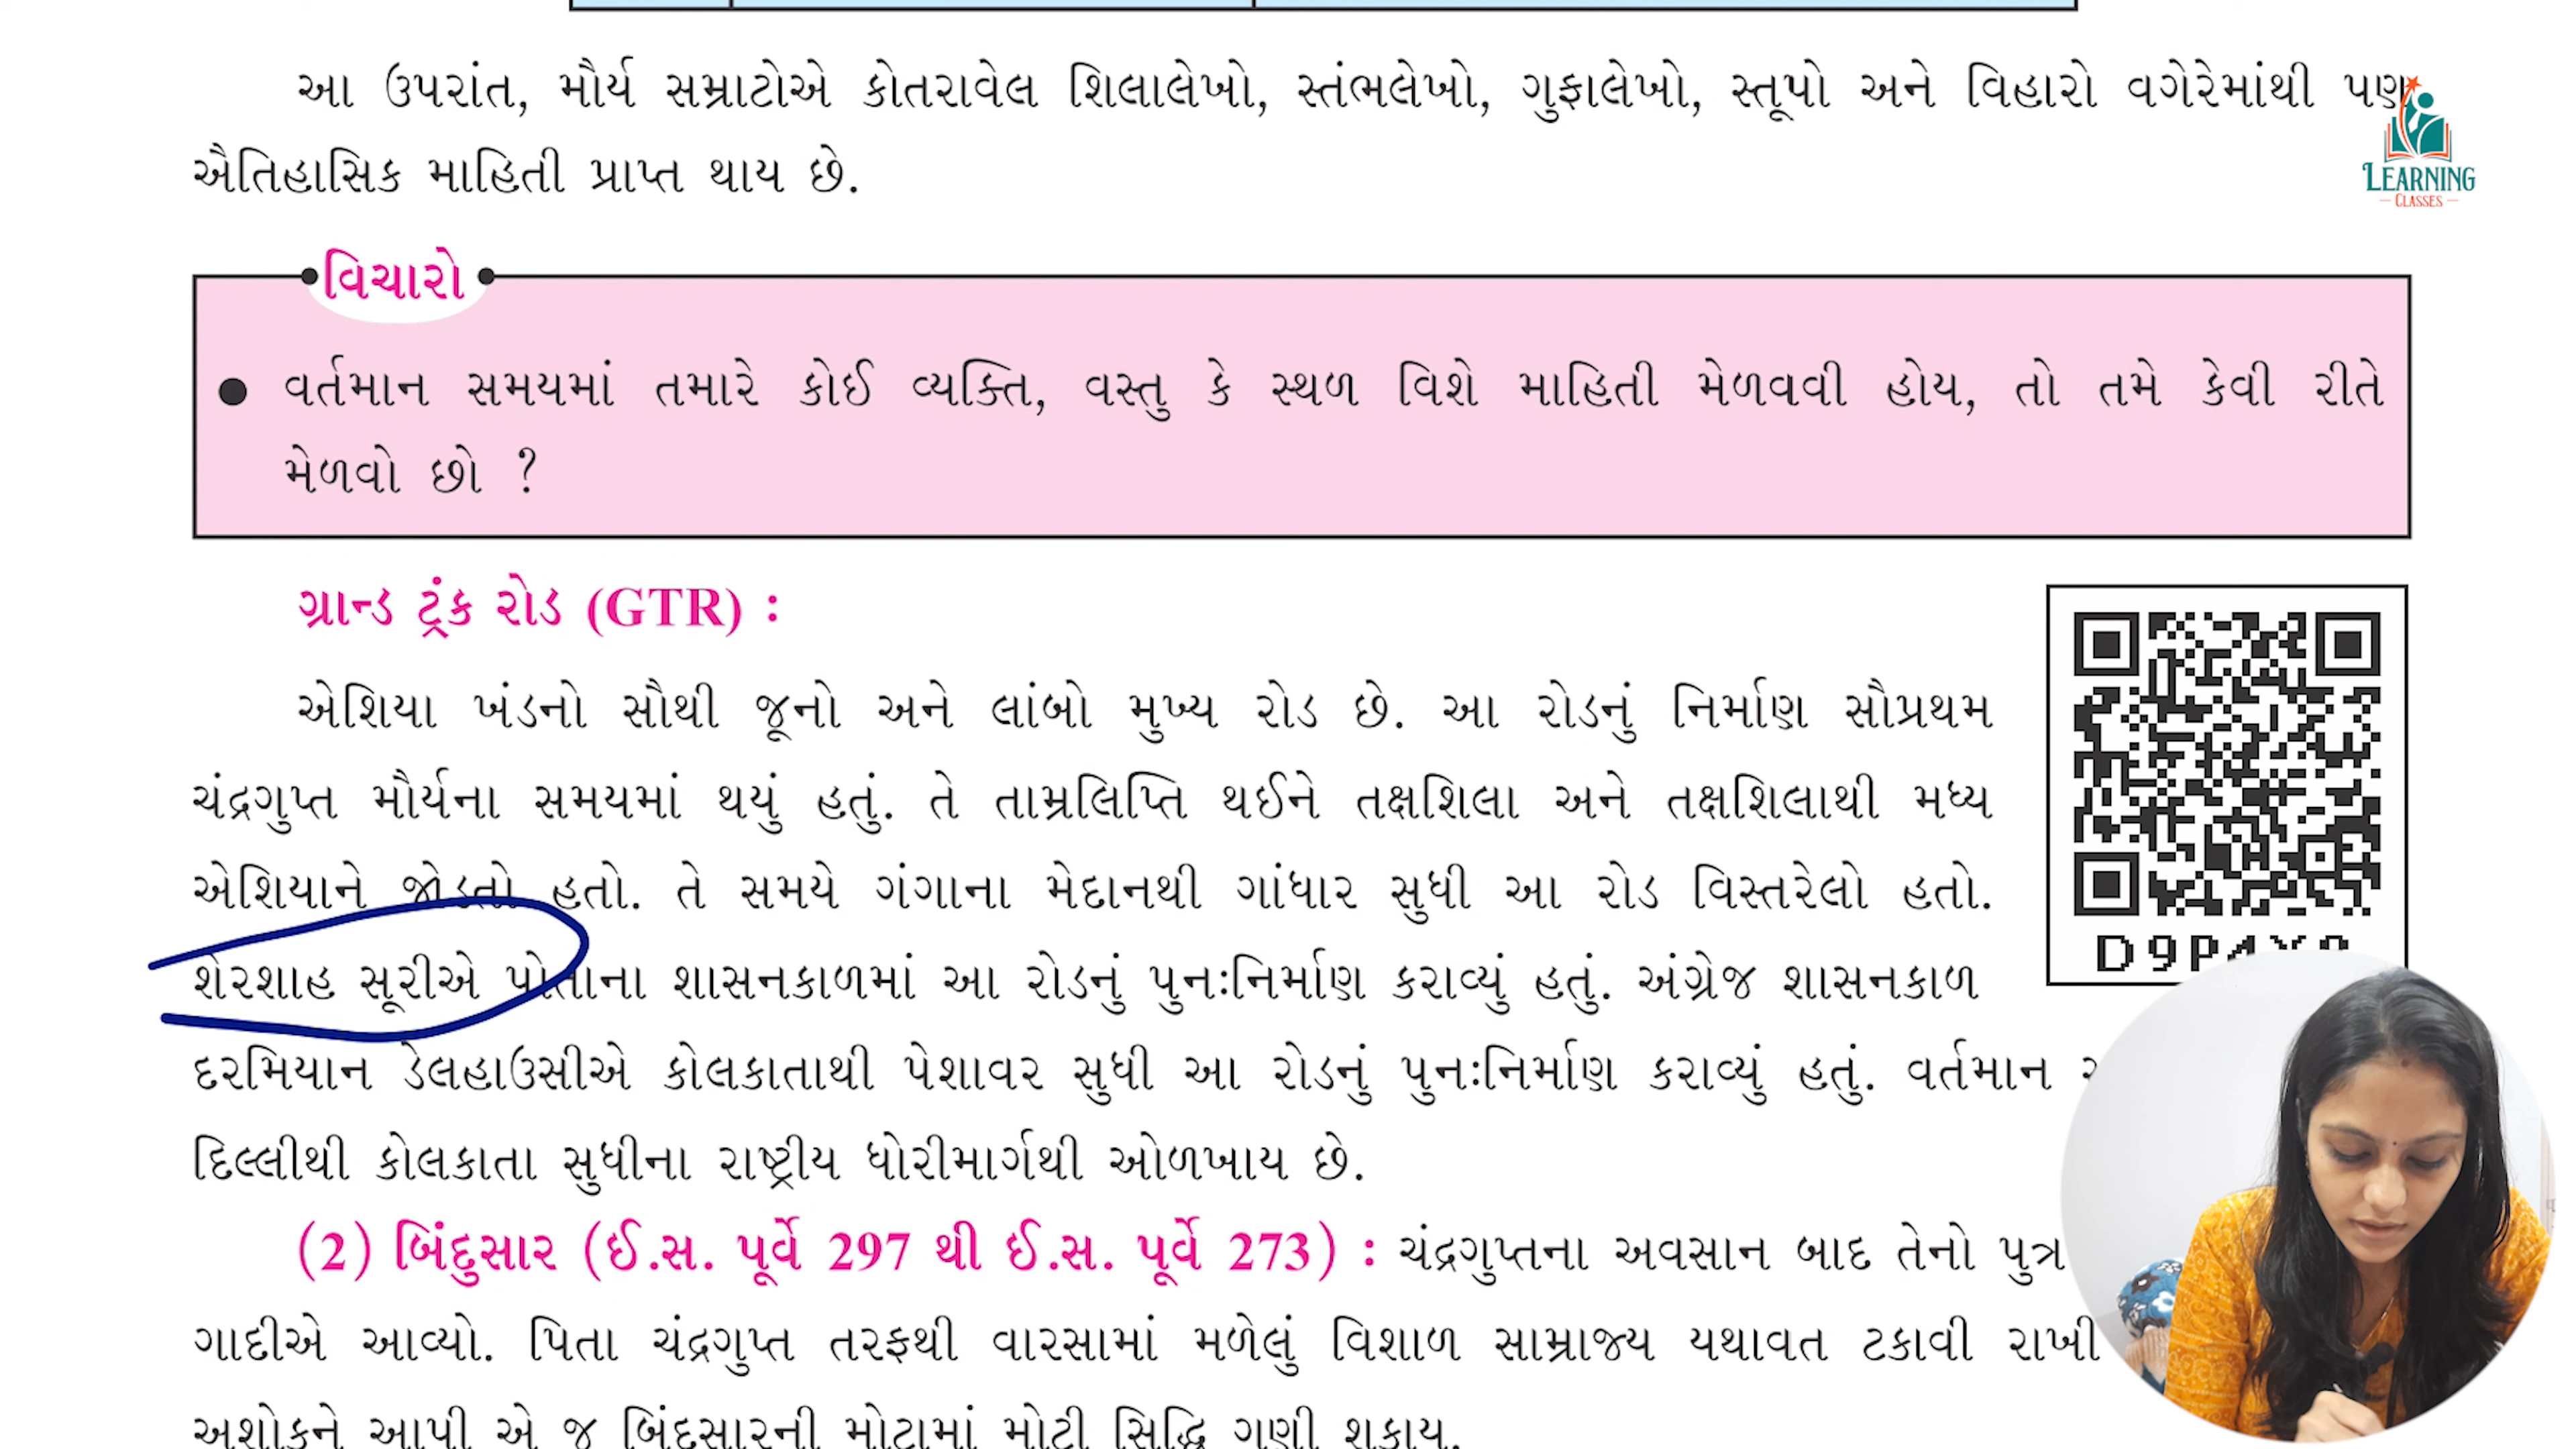 આ ઉપરાંત, મૌર્ય સમ્રાટોએ કોતરાવેલ શિલાલેખો, સ્તંભલેખો, ગુફાલેખો, સ્તૂપો અને વિહારો વગેરેમાંથી પણ
ઐતિહાસિક માહિતી પ્રાપ્ત થાય છે.
LEARNING
CLASSES
વિચારો
● વર્તમાન સમયમાં તમારે કોઈ વ્યક્તિ, વસ્તુ કે સ્થળ વિશે માહિતી મેળવવી હોય, તો તમે કેવી રીતે
મેળવો છો ?
ગ્રાન્ડ ટ્રંક રોડ (GTR) :
એશિયા ખંડનો સૌથી જૂનો અને લાંબો મુખ્ય રોડ છે. આ રોડનું નિર્માણ સૌપ્રથમ
ચંદ્રગુપ્ત મૌર્યના સમયમાં થયું હતું. તે તામ્રલિપ્તિ થઈને તક્ષશિલા અને તક્ષશિલાથી મધ્ય
એશિયાને જોડતો હતો. તે સમયે ગંગાના મેદાનથી ગાંધાર સુધી આ રોડ વિસ્તરેલો હતો.
શેરશાહ સૂરીએ પોતાના શાસનકાળમાં આ રોડનું પુનઃનિર્માણ કરાવ્યું હતું. અંગ્રેજ શાસનકાળ
દરમિયાન ડેલહાઉસીએ કોલકાતાથી પેશાવર સુધી આ રોડનું પુનઃનિર્માણ કરાવ્યું હતું. વર્તમાન
દિલ્લીથી કોલકાતા સુધીના રાષ્ટ્રીય ધોરીમાર્ગથી ઓળખાય છે.
(2) બિંદુસાર (ઈ.સ. પૂર્વે 297 થી ઈ.સ. પૂર્વે 273) : ચંદ્રગુપ્તના અવસાન બાદ તેનો પુત્ર
ગાદીએ આવ્યો. પિતા ચંદ્રગુપ્ત તરફથી વારસામાં મળેલું વિશાળ સામ્રાજ્ય યથાવત ટકાવી રાખી
અશોકને આપી એ જ બિંદુસારની મોટામાં મોટી સિદ્ધિ ગણી શકાય.